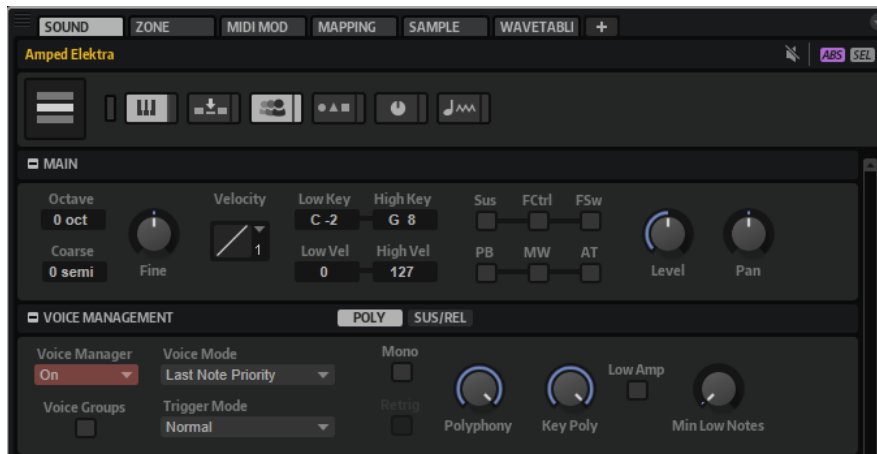 SOUND ZONE MIDI MOD MAPPING SAMPLE WAVETABLI +
Amped Elektra ABS SEL
MAIN
Octave Velocity Low Key High Key Sus FCtrl FSw
0 oct C -2 G 8
1
Coarse Low Vel High Vel PB MW AT
0 semi Fine 0 127 Level Pan
VOICE MANAGEMENT POLY SUS/REL
Voice Manager Voice Mode Mono
On Last Note Priority Low Amp
Voice Groups Trigger Mode Retrig
Normal Polyphony Key Poly Min Low Notes